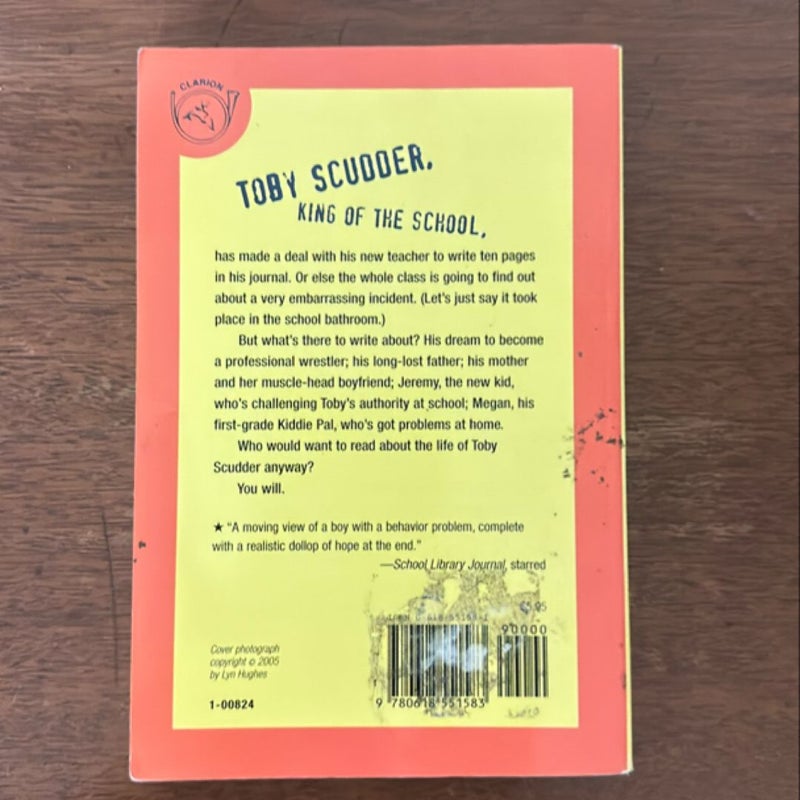 CLARION
TOBY SCUDDER,
KING OF THE SCHOOL,
has made a deal with his new teacher to write ten pages
in his journal. Or else the whole class is going to find out
about a very embarrassing incident. (Let's just say it took
place in the school bathroom.)
But what's there to write about? His dream to become
a professional wrestler; his long-lost father; his mother
and her muscle-head boyfriend; Jeremy, the new kid,
who's challenging Toby's authority at school; Megan, his
first-grade Kiddie Pal, who's got problems at home.
Who would want to read about the life of Toby
Scudder anyway?
You will.
★ "A moving view of a boy with a behavior problem, complete
with a realistic dollop of hope at the end."
—School Library Journal, starred
90000
Cover photograph
copyright © 2005
by Lyn Hughes
1-00824
9 780618 551583